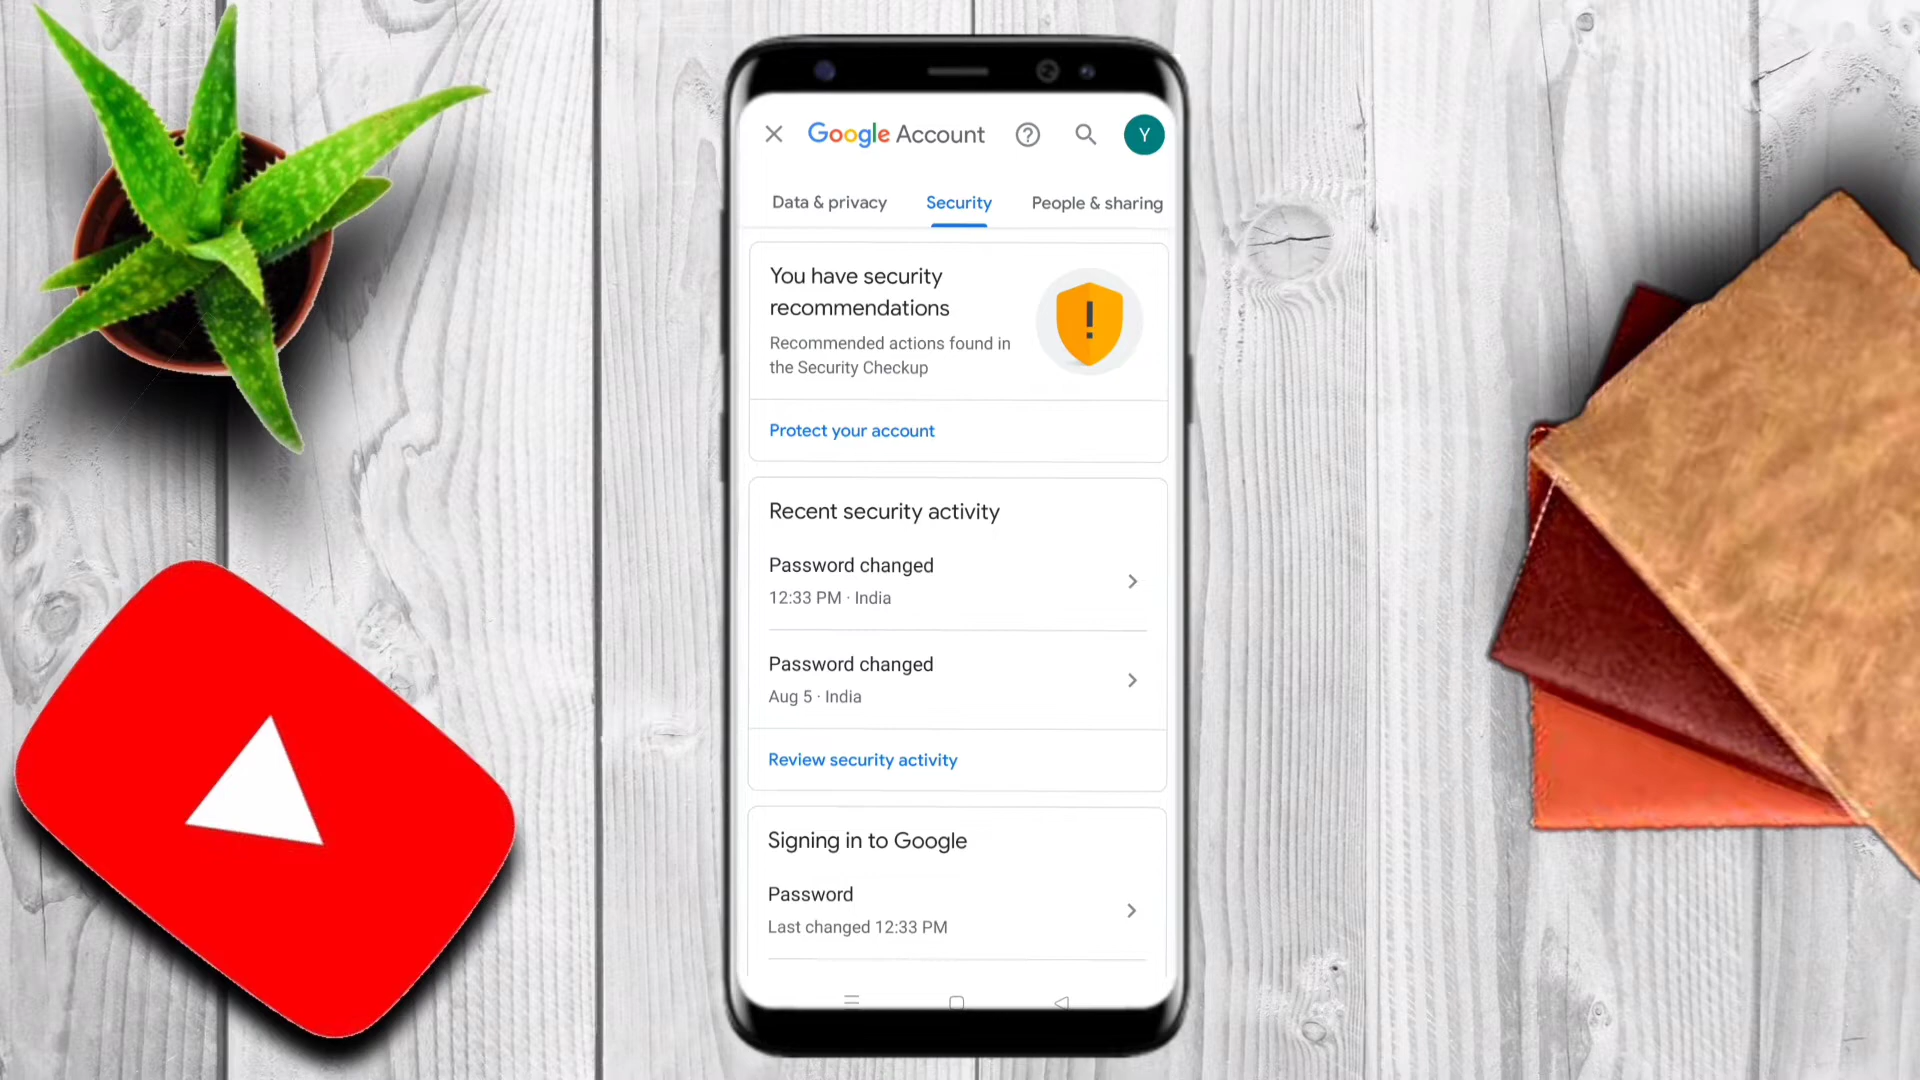 Google Account
Y
Data & privacy
Security
People & sharing
You have security
recommendations
Recommended actions found in
the Security Checkup
Protect your account
Recent security activity
Password changed
12:33 PM · India
Password changed
Aug 5 · India
Review security activity
Signing in to Google
Password
Last changed 12:33 PM